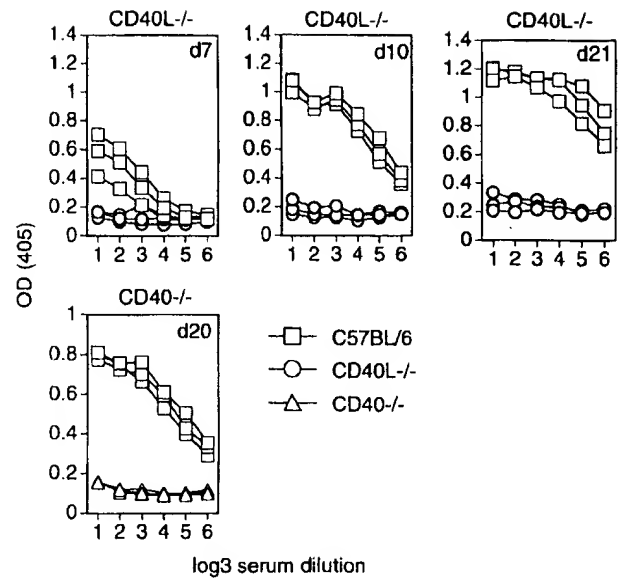 CD40L-/- CD40L-/- CD40L-/-
1.4 d7 1.4 d10 1.4 d21
1.2 1.2 1.2
1 1 1
0.8 0.8 0.8
0.6 0.6 0.6
0.4 0.4 0.4
0.2 0.2 0.2
0 0 0
1 2 3 4 5 6 1 2 3 4 5 6 1 2 3 4 5 6
OD (405)
CD40-/-
1 d20
0.8
0.6
0.4
0.2
0
1 2 3 4 5 6
C57BL/6
CD40L-/-
CD40-/-
log3 serum dilution